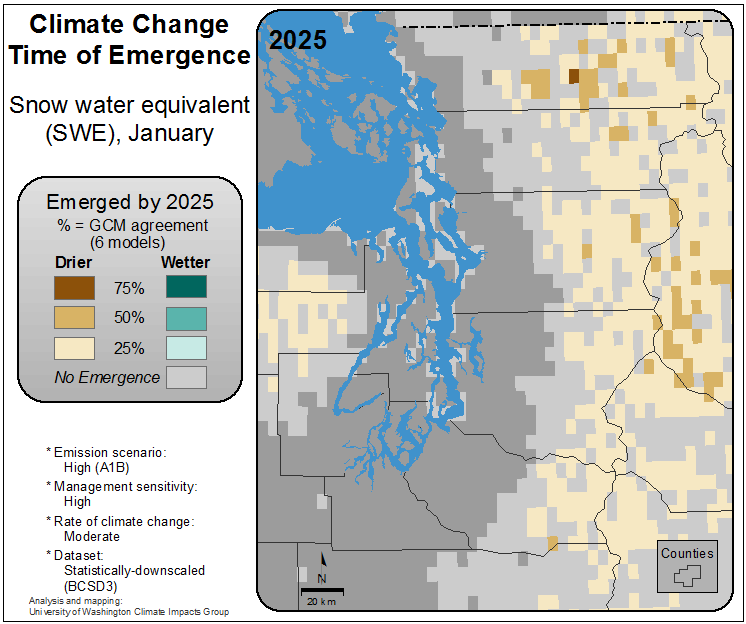 Climate Change
Time of Emergence
Snow water equivalent
(SWE), January
Emerged by 2025
% = GCM agreement
(6 models)
Drier Wetter
75%
50%
25%
No Emergence
* Emission scenario:
High (A1B)
* Management sensitivity:
High
* Rate of climate change:
Moderate
* Dataset:
Statistically-downscaled
(BCSD3)
Analysis and mapping:
University of Washington Climate Impacts Group
2025
N
20 km
Counties